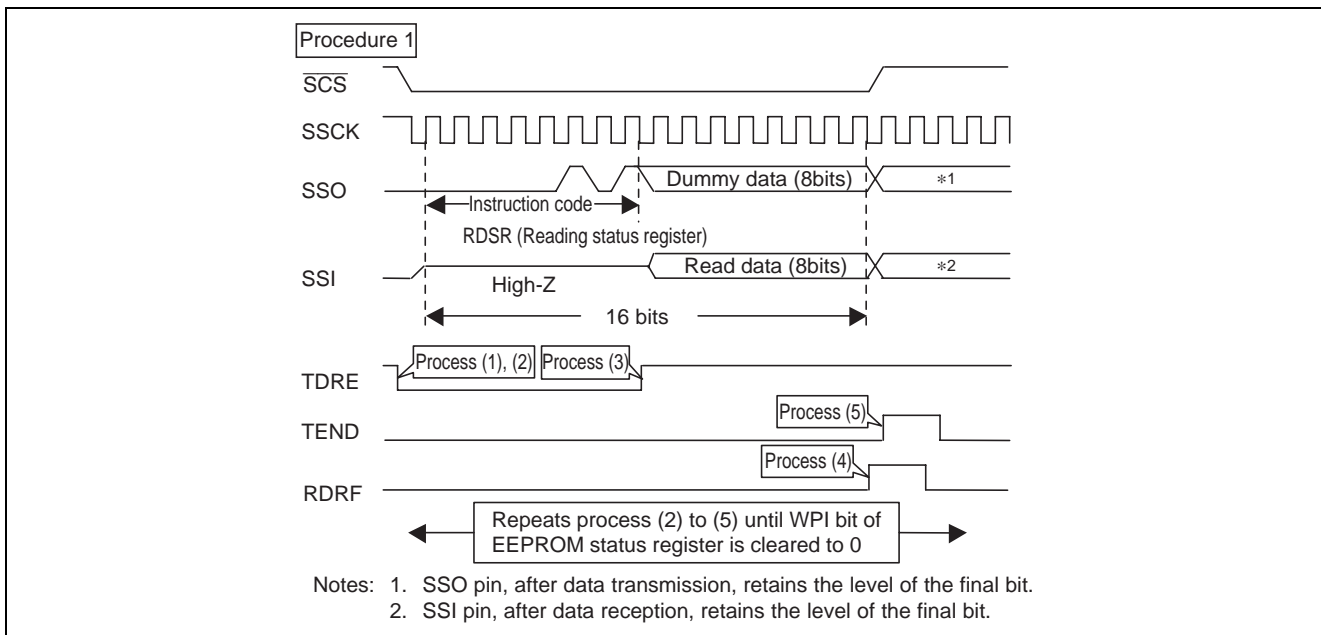 Procedure 1
SCS
SSCK
SSO
Dummy data (8bits)
*1
Instruction code
RDSR (Reading status register)
SSI
High-Z
Read data (8bits)
*2
16 bits
TDRE
Process (1), (2)
Process (3)
TEND
Process (5)
RDRF
Process (4)
Repeats process (2) to (5) until WPI bit of
EEPROM status register is cleared to 0
Notes: 1. SSO pin, after data transmission, retains the level of the final bit.
2. SSI pin, after data reception, retains the level of the final bit.